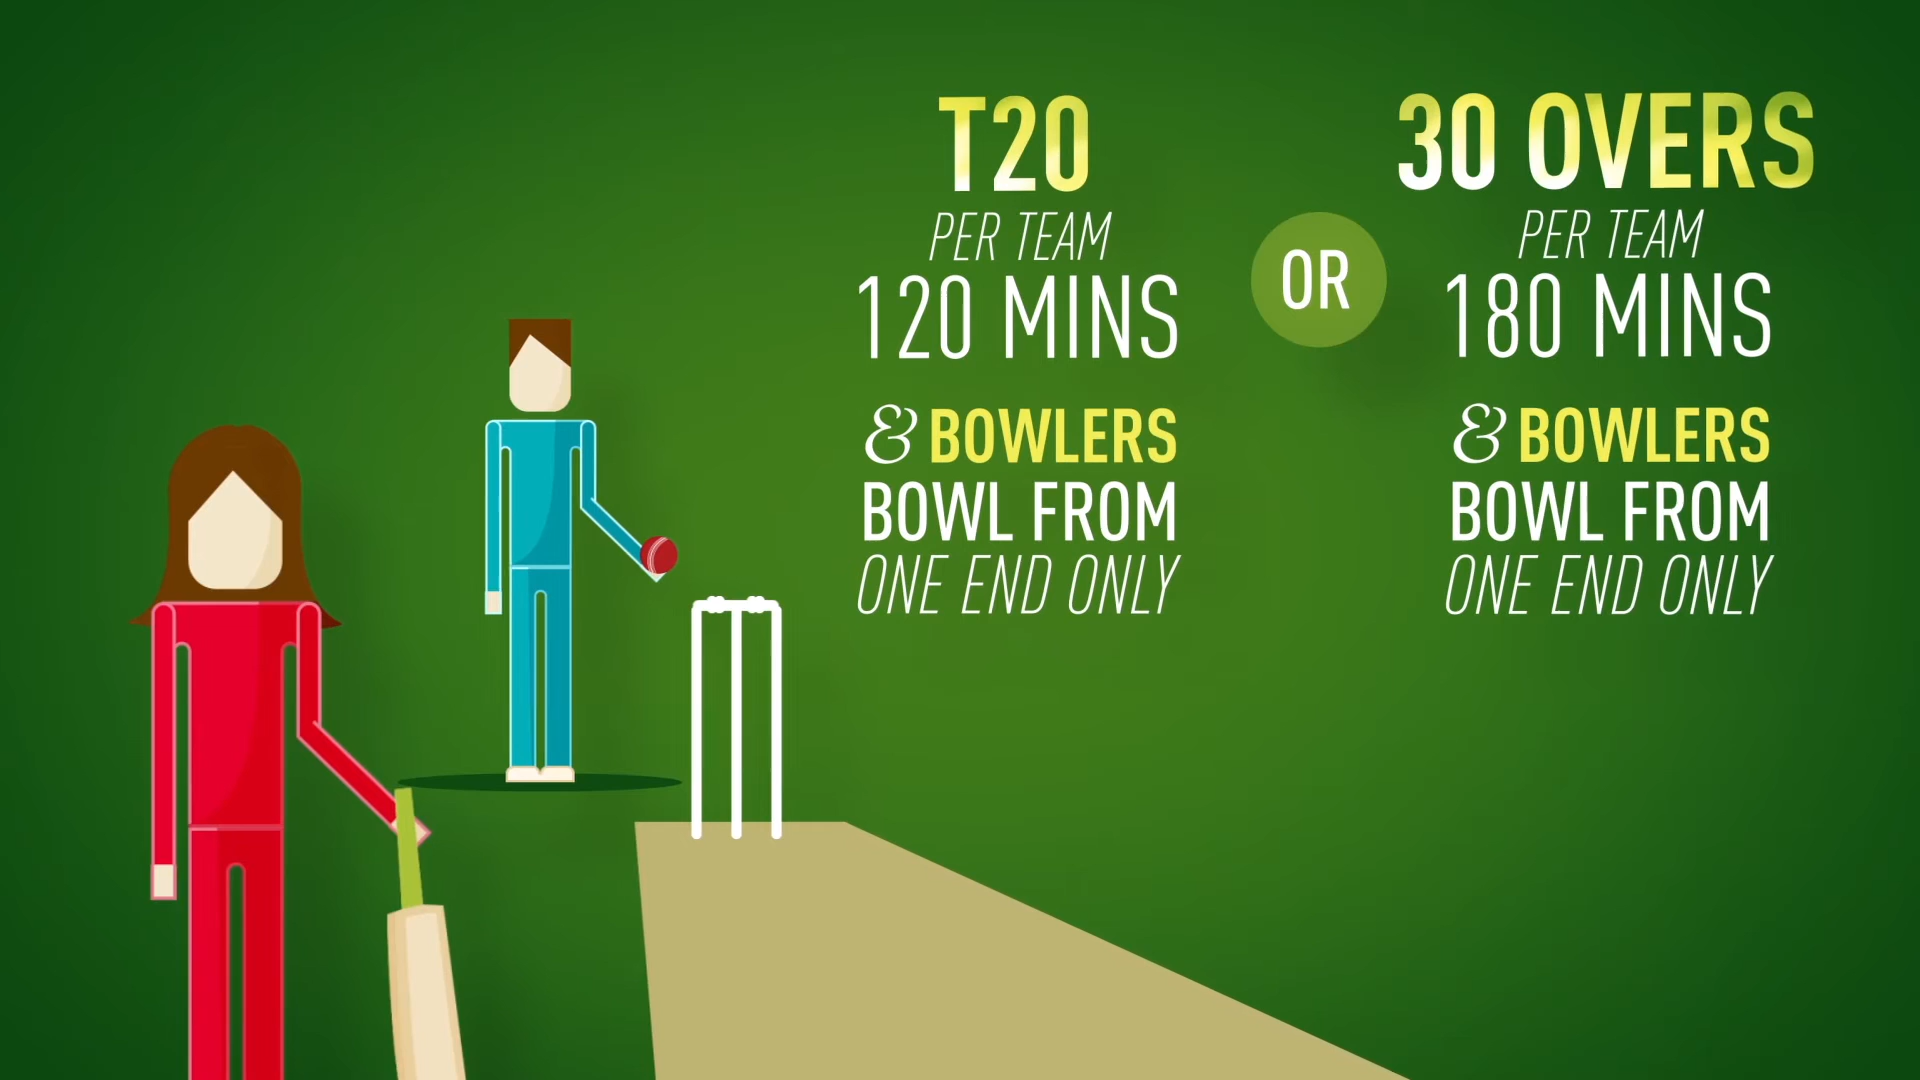 T20
PER TEAM
120 MINS
& BOWLERS
BOWL FROM
ONE END ONLY
OR
30 OVERS
PER TEAM
180 MINS
& BOWLERS
BOWL FROM
ONE END ONLY